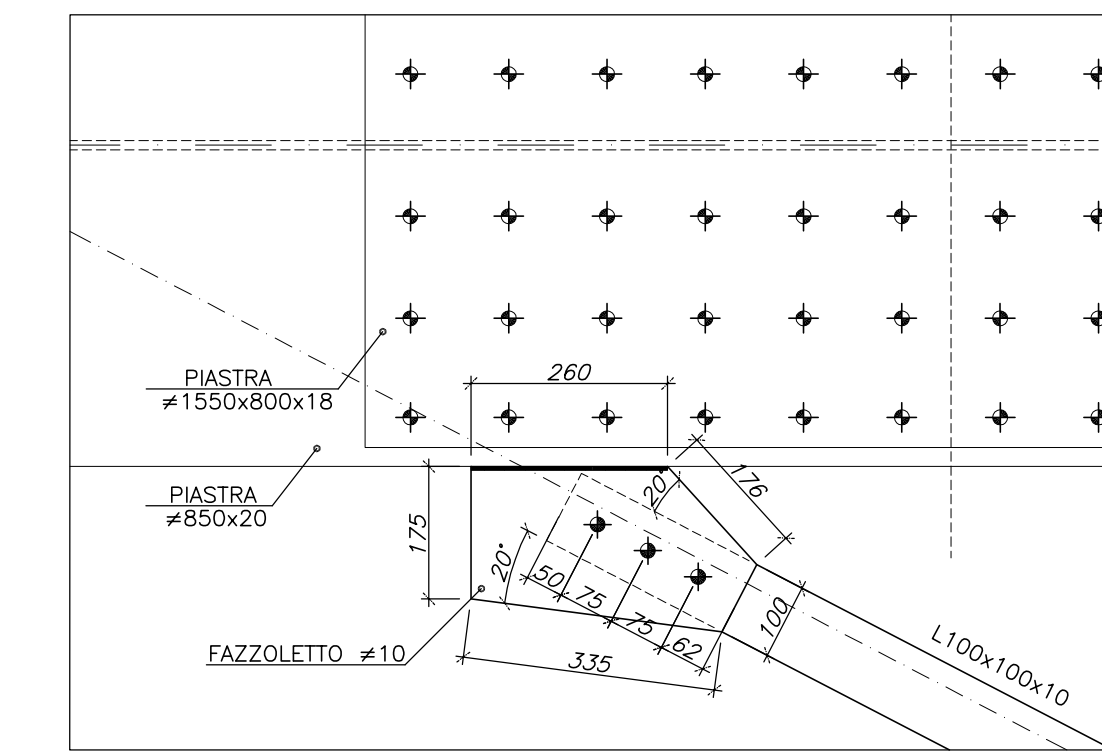 260
PIASTRA
≠1550x800x18
176
20°
PIASTRA
≠850x20
175
20°
50
75
75
62
100
FAZZOLETTO ≠10
335
L100x100x10